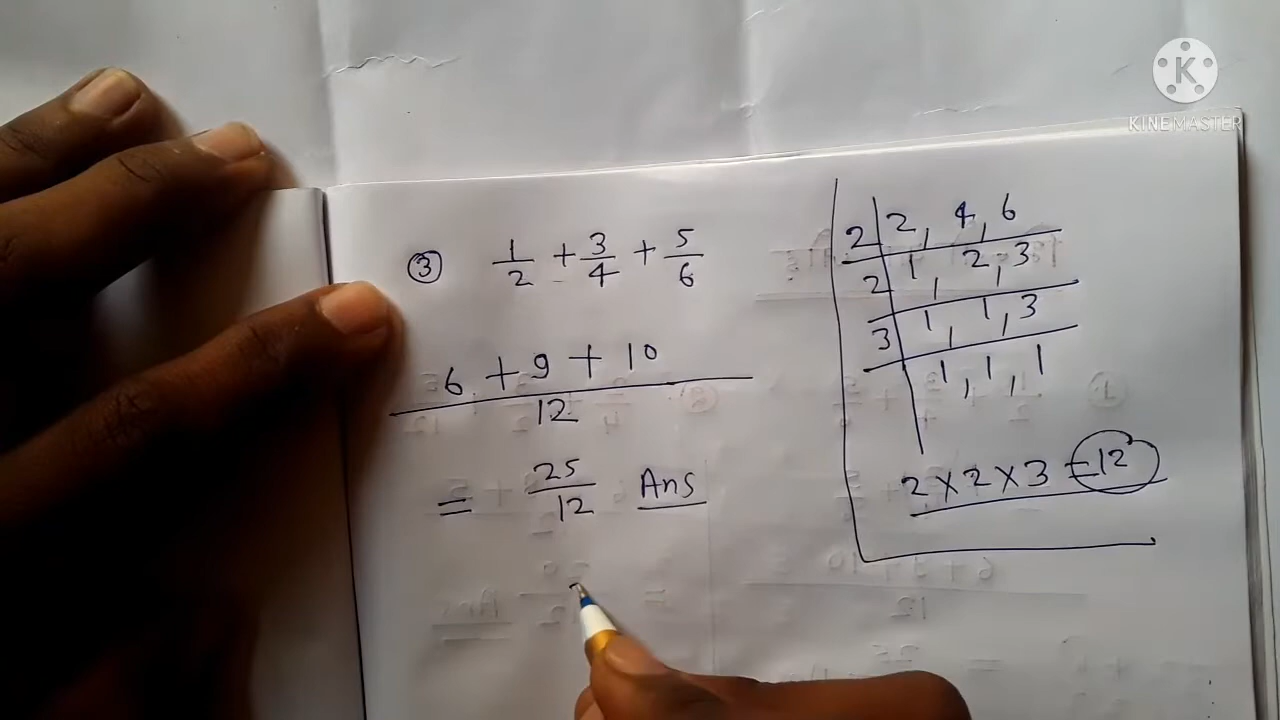 K
KINEMASTER
③ 1/2 + 3/4 + 5/6
6 + 9 + 10
12
= 25/12 Ans
2 | 2, 4, 6
2 | 1, 2, 3
3 | 1, 1, 3
1, 1, 1
2 × 2 × 3 = 12